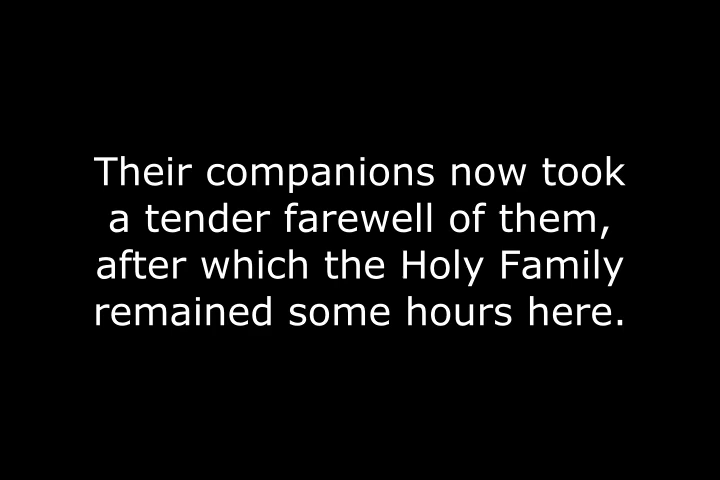 Their companions now took
a tender farewell of them,
after which the Holy Family
remained some hours here.